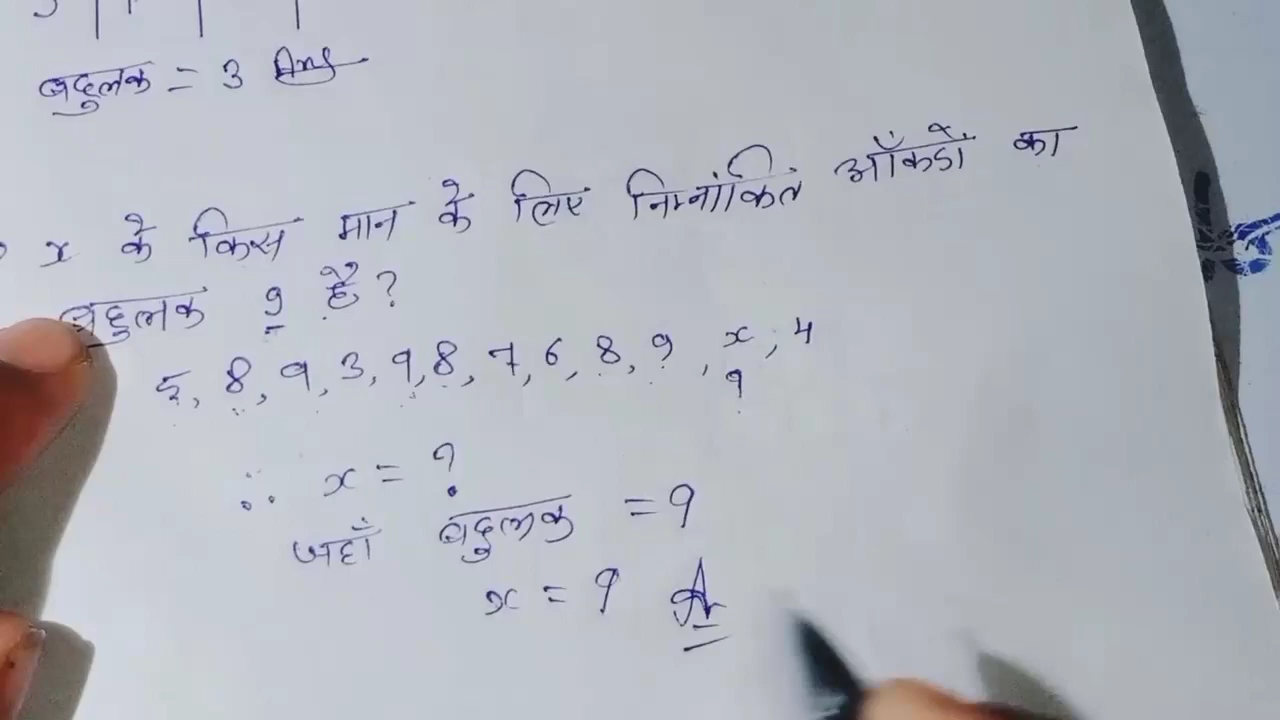 बहुलक = 3 Ans
x के किस मान के लिए निम्नांकित आँकडों का
बहुलक 9 है ?
5, 8, 9, 3, 9, 8, 7, 6, 8, 9, x, 4
9
∴ x = ?
जहाँ बहुलक = 9
x = 9 A